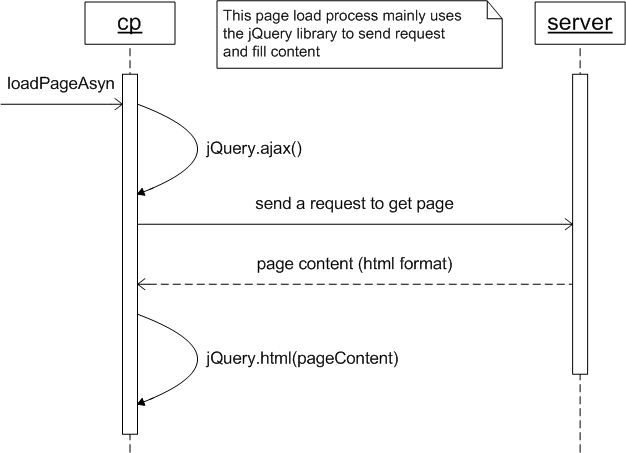 cp
This page load process mainly uses
the jQuery library to send request
and fill content
server
loadPageAsyn
jQuery.ajax()
send a request to get page
page content (html format)
jQuery.html(pageContent)